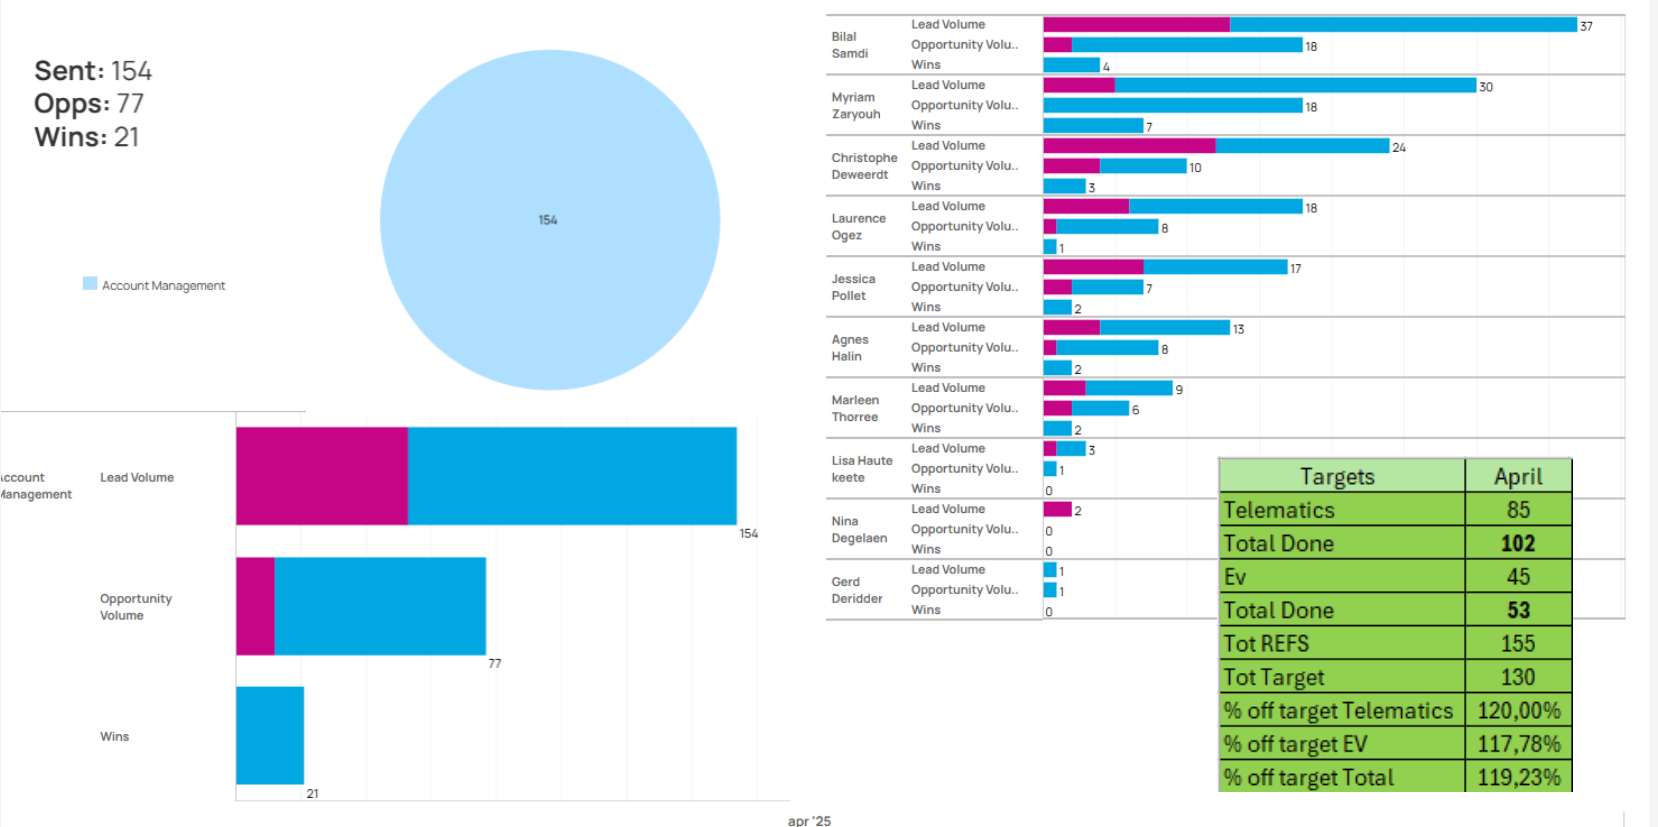 Sent: 154
Opps: 77
Wins: 21
154
Account Management
ccount
Management
Lead Volume
154
Opportunity
Volume
77
Wins
21
Bilal
Samdi
Lead Volume
37
Opportunity Volu..
18
Wins
4
Myriam
Zaryouh
Lead Volume
30
Opportunity Volu..
18
Wins
7
Christophe
Deweerdt
Lead Volume
24
Opportunity Volu..
10
Wins
3
Laurence
Ogez
Lead Volume
18
Opportunity Volu..
8
Wins
1
Jessica
Pollet
Lead Volume
17
Opportunity Volu..
7
Wins
2
Agnes
Halin
Lead Volume
13
Opportunity Volu..
8
Wins
2
Marleen
Thorree
Lead Volume
9
Opportunity Volu..
6
Wins
2
Lisa Haute
keete
Lead Volume
3
Opportunity Volu..
1
Wins
0
Nina
Degelaen
Lead Volume
2
Opportunity Volu..
0
Wins
0
Gerd
Deridder
Lead Volume
1
Opportunity Volu..
1
Wins
0
Targets April
Telematics 85
Total Done 102
Ev 45
Total Done 53
Tot REFS 155
Tot Target 130
% off target Telematics 120,00%
% off target EV 117,78%
% off target Total 119,23%
apr '25